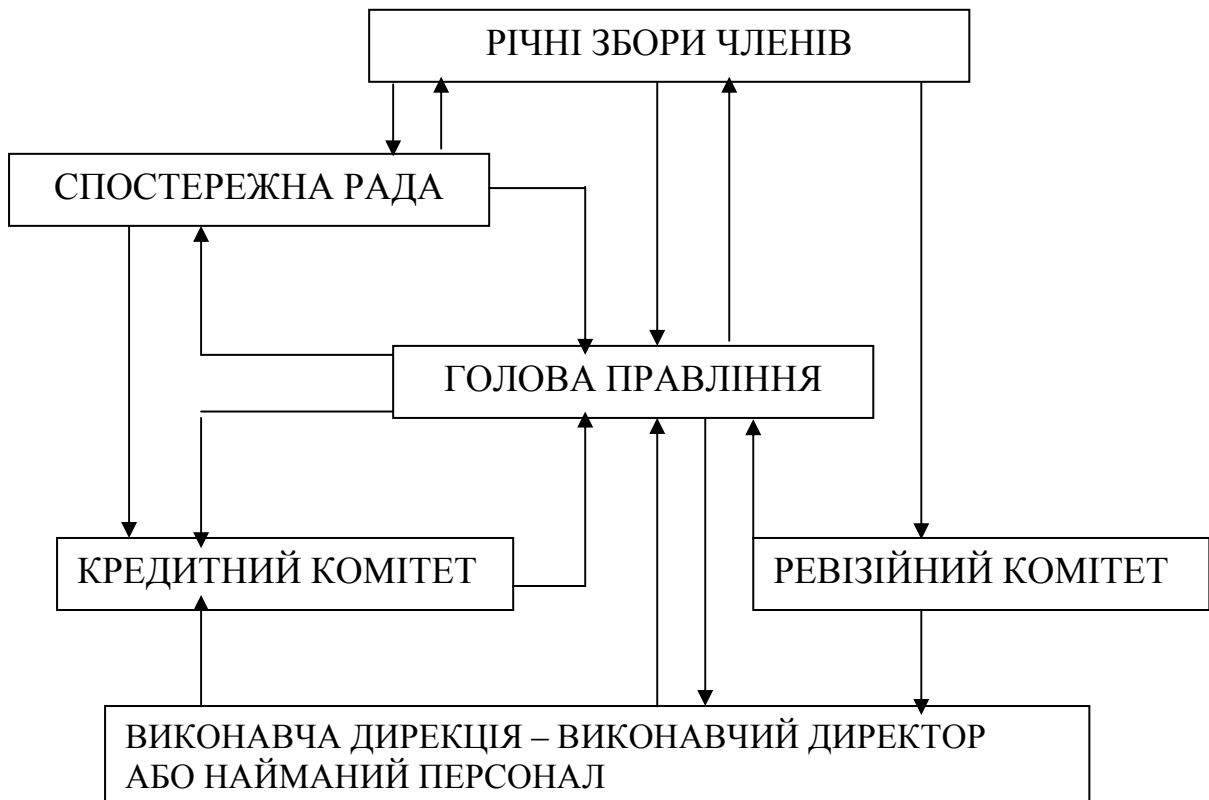 РІЧНІ ЗБОРИ ЧЛЕНІВ
СПОСТЕРЕЖНА РАДА
ГОЛОВА ПРАВЛІННЯ
КРЕДИТНИЙ КОМІТЕТ
РЕВІЗІЙНИЙ КОМІТЕТ
ВИКОНАВЧА ДИРЕКЦІЯ – ВИКОНАВЧИЙ ДИРЕКТОР
АБО НАЙМАНИЙ ПЕРСОНАЛ